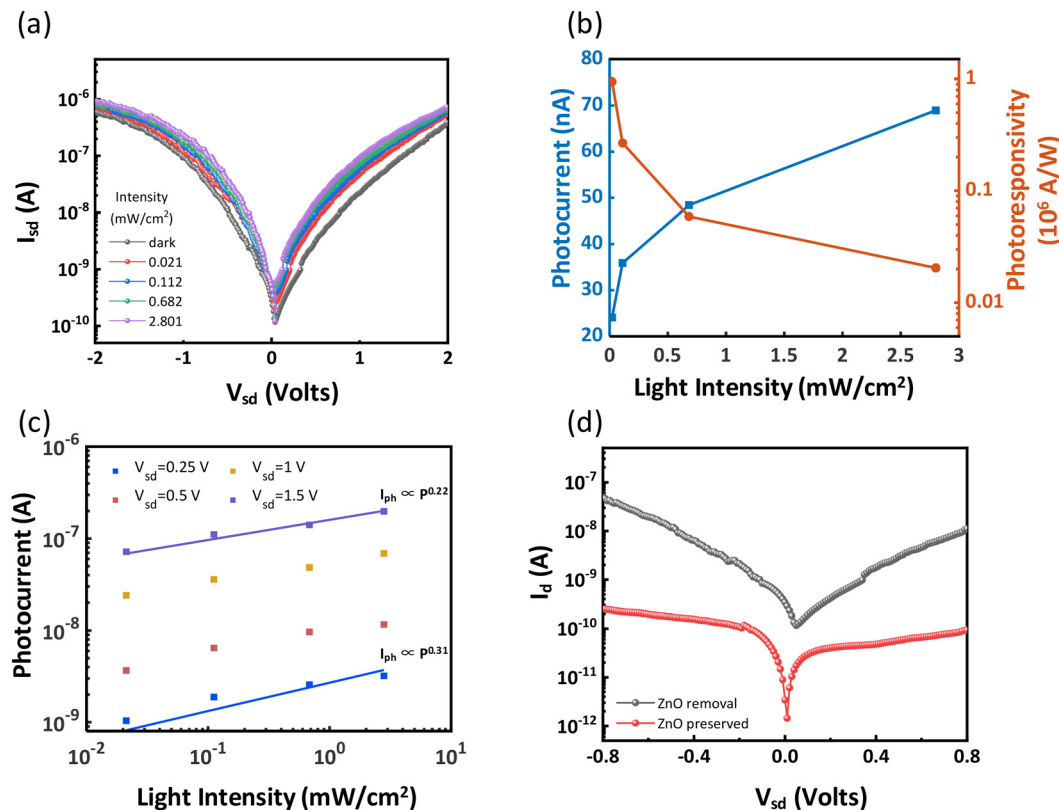 (a)
I_sd (A)
10^-6
10^-7
10^-8
10^-9
10^-10
Intensity
(mW/cm²)
dark
0.021
0.112
0.682
2.801
-2 -1 0 1 2
V_sd (Volts)
(b)
Photocurrent (nA)
80
70
60
50
40
30
20
1
0.1
0.01
Photoresponsivity
(10⁶ A/W)
0 0.5 1 1.5 2 2.5 3
Light Intensity (mW/cm²)
(c)
Photocurrent (A)
10^-6
10^-7
10^-8
10^-9
V_sd=0.25 V V_sd=1 V
V_sd=0.5 V V_sd=1.5 V
I_ph ∝ P^0.22
I_ph ∝ P^0.31
10^-2 10^-1 10^0 10^1
Light Intensity (mW/cm²)
(d)
I_d (A)
10^-7
10^-8
10^-9
10^-10
10^-11
10^-12
ZnO removal
ZnO preserved
-0.8 -0.4 0.0 0.4 0.8
V_sd (Volts)